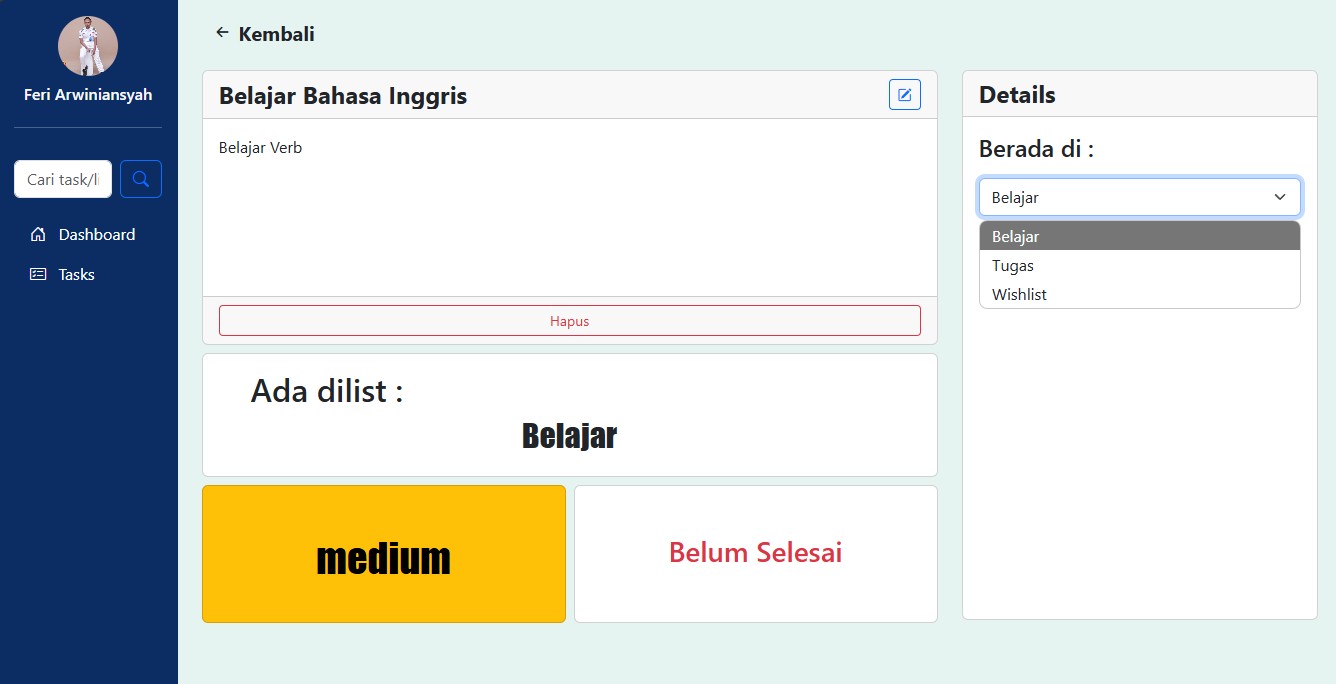 Feri Arwiniansyah
Cari task/li
Dashboard
Tasks
← Kembali
Belajar Bahasa Inggris
Belajar Verb
Hapus
Ada dilist :
Belajar
medium
Belum Selesai
Details
Berada di :
Belajar
Belajar
Tugas
Wishlist